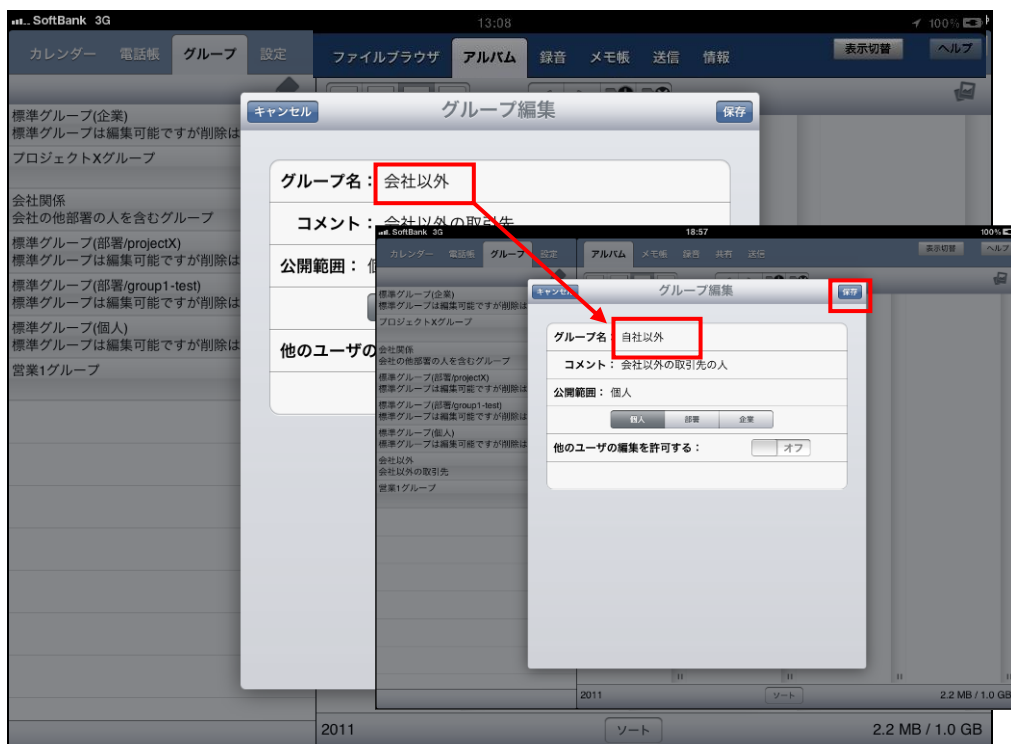 SoftBank 3G
13:08
100%
カレンダー 電話帳 グループ 設定
ファイルブラウザ アルバム 録音 メモ帳 送信 情報
表示切替 ヘルプ
標準グループ(企業)
標準グループは編集可能ですが削除は
プロジェクトXグループ
会社関係
会社の他部署の人を含むグループ
標準グループ(部署/projectX)
標準グループは編集可能ですが削除は
標準グループ(部署/group1-test)
標準グループは編集可能ですが削除は
標準グループ(個人)
標準グループは編集可能ですが削除は
営業1グループ
キャンセル グループ編集 保存
グループ名: 会社以外
コメント: 会社以外の取引先
公開範囲:
他のユーザの
2011 ソート 2.2 MB / 1.0 GB
SoftBank 3G
18:57
100%
カレンダー 電話帳 グループ 設定
アルバム メモ帳 録音 共有 送信
表示切替 ヘルプ
標準グループ(企業)
標準グループは編集可能ですが削除は
プロジェクトXグループ
会社関係
会社の他部署の人を含むグループ
標準グループ(部署/projectX)
標準グループは編集可能ですが削除は
標準グループ(部署/group1-test)
標準グループは編集可能ですが削除は
標準グループ(個人)
標準グループは編集可能ですが削除は
会社以外
会社以外の取引先
営業1グループ
キャンセル グループ編集 保存
グループ名: 自社以外
コメント: 会社以外の取引先の人
公開範囲: 個人
個人 部署 企業
他のユーザの編集を許可する: オフ
2011 ソート 2.2 MB / 1.0 GB